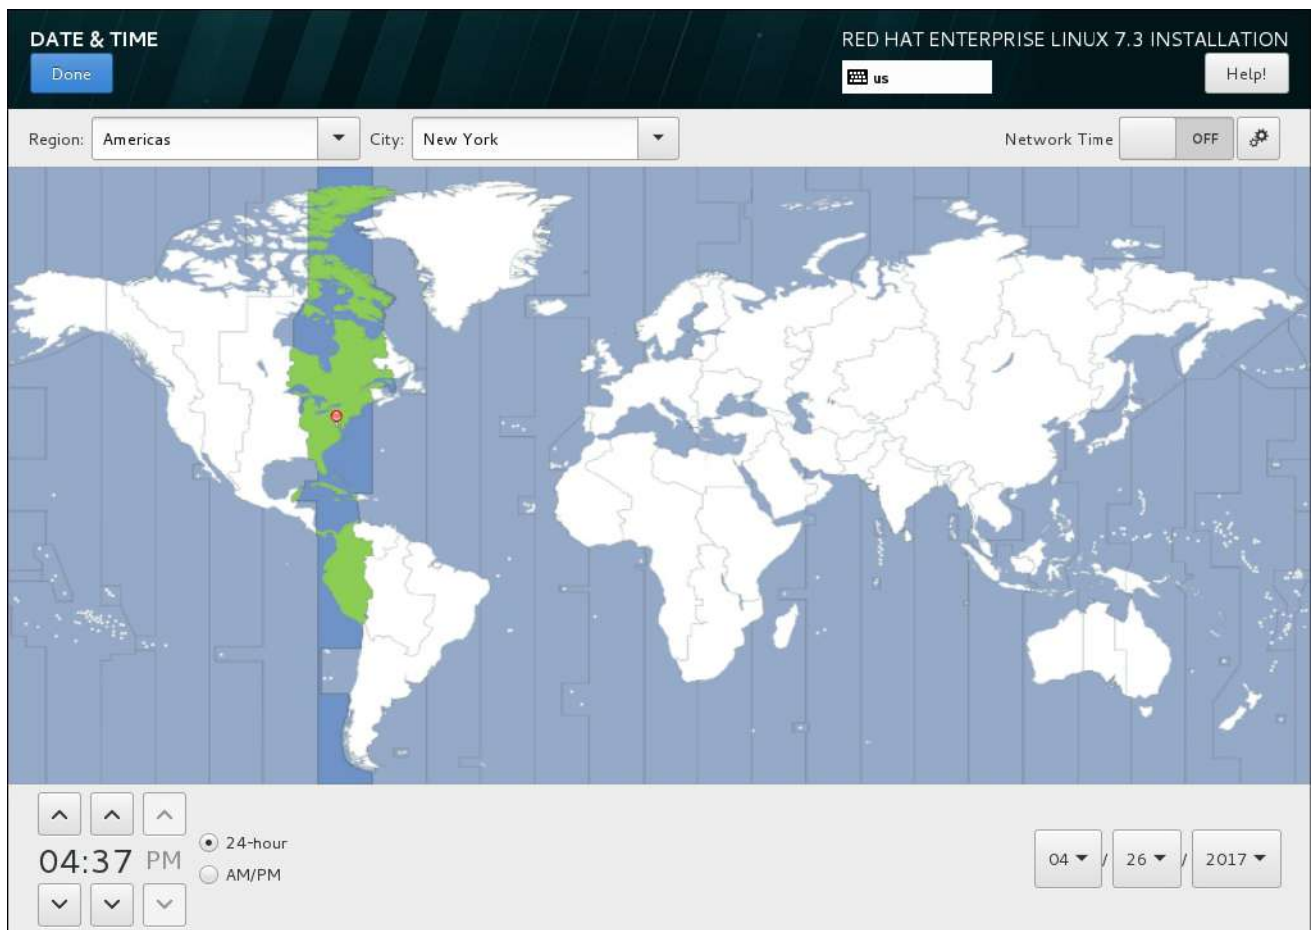 DATE & TIME
RED HAT ENTERPRISE LINUX 7.3 INSTALLATION
Done
us
Help!
Region: Americas City: New York Network Time OFF
04:37 PM
24-hour
AM/PM
04 / 26 / 2017